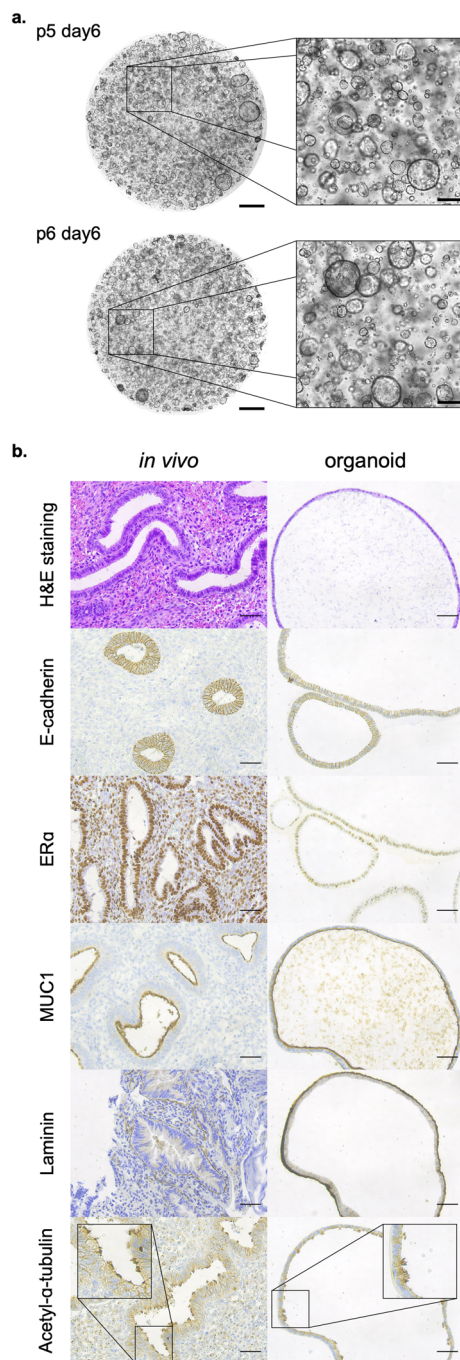 a.
p5 day6
p6 day6
b.
in vivo organoid
H&E staining
E-cadherin
ERα
MUC1
Laminin
Acetyl-α-tubulin